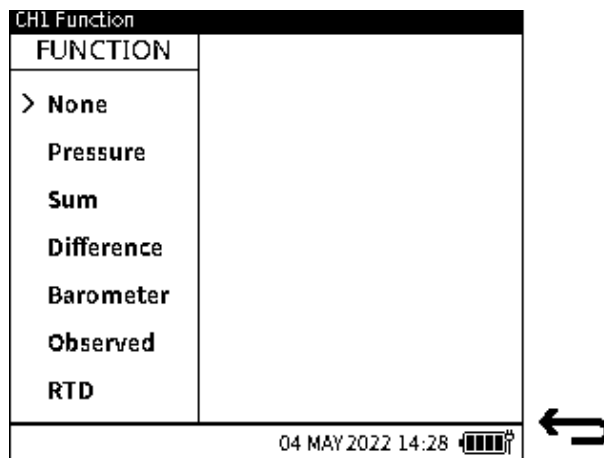 CH1 Function
FUNCTION
> None
Pressure
Sum
Difference
Barometer
Observed
RTD
04 MAY 2022 14:28